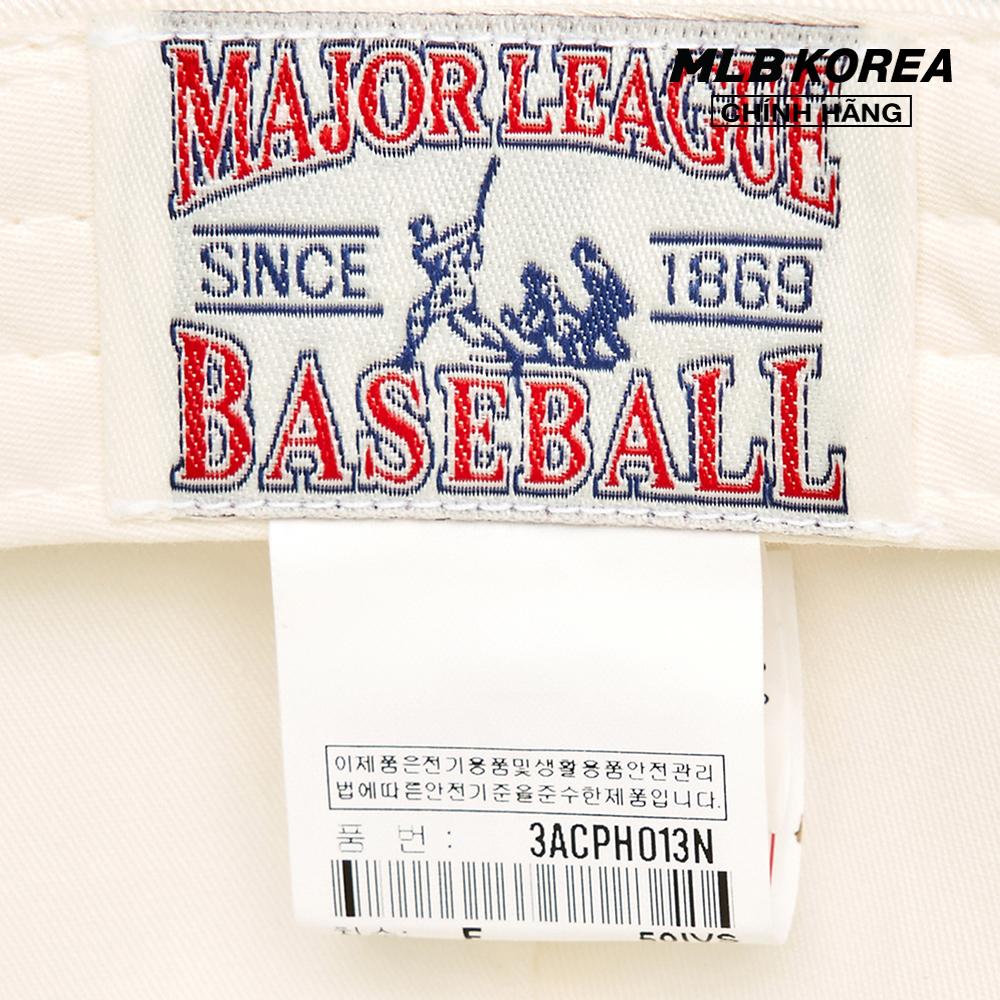 MLB KOREA
CHÍNH HÃNG
MAJOR LEAGUE
SINCE 1869
BASEBALL
이제품은전기용품및생활용품안전관리
법에따른안전기준을준수한제품입니다.
품 번 : 3ACPH013N